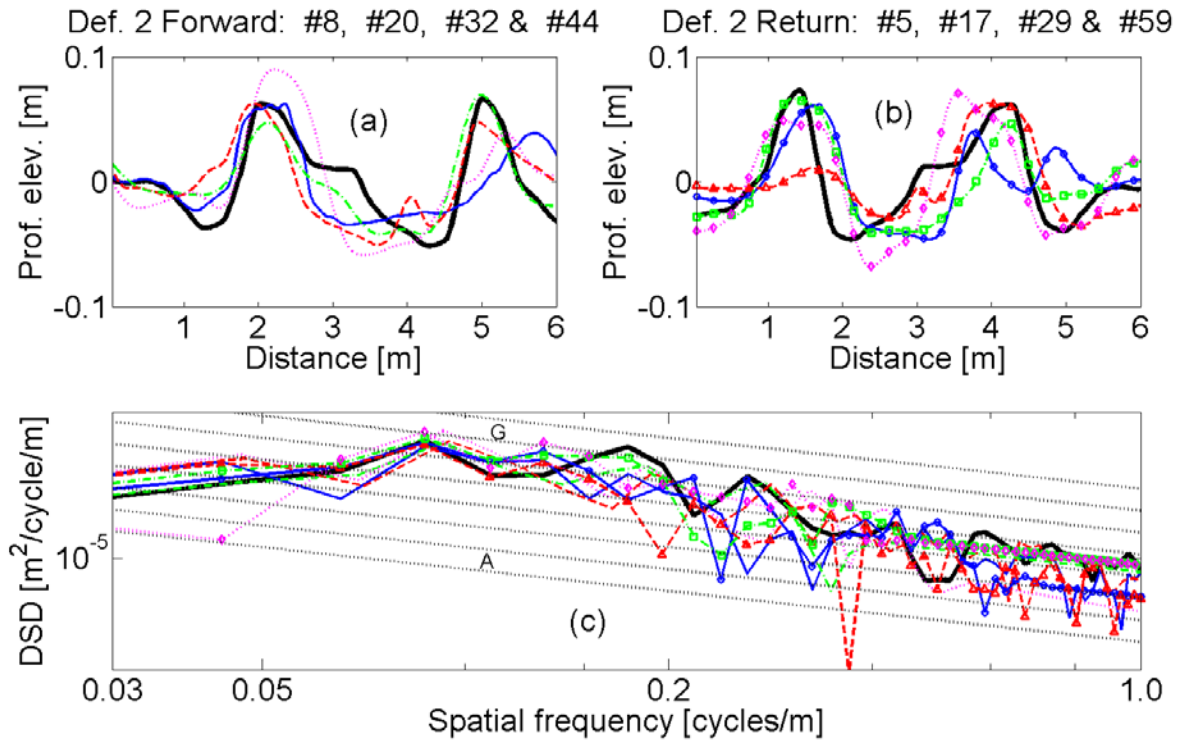 Def. 2 Forward: #8, #20, #32 & #44
Def. 2 Return: #5, #17, #29 & #59
0.1
0
-0.1
Prof. elev. [m]
(a)
1 2 3 4 5 6
Distance [m]
0.1
0
-0.1
Prof. elev. [m]
(b)
1 2 3 4 5 6
Distance [m]
DSD [m²/cycle/m]
10⁻⁵
G
A
(c)
0.03 0.05 0.2 1.0
Spatial frequency [cycles/m]